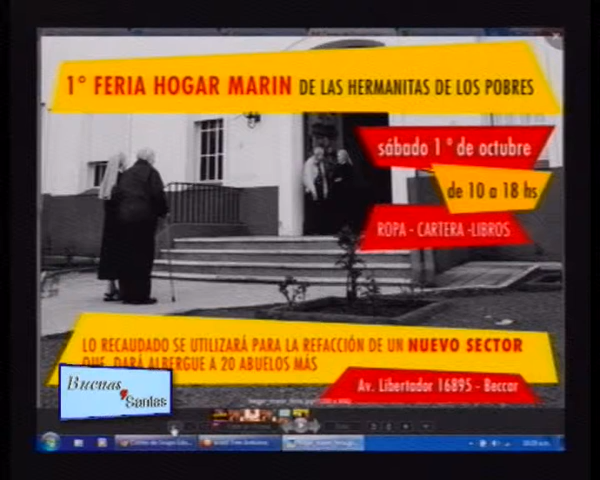 1° FERIA HOGAR MARIN DE LAS HERMANITAS DE LOS POBRES
sábado 1° de octubre
de 10 a 18 hs
ROPA - CARTERA -LIBROS
LO RECAUDADO SE UTILIZARÁ PARA LA REFACCIÓN DE UN NUEVO SECTOR
QUE DARÁ ALBERGUE A 20 ABUELOS MÁS
Av. Libertador 16895 - Beccar
Buenas
y Santas